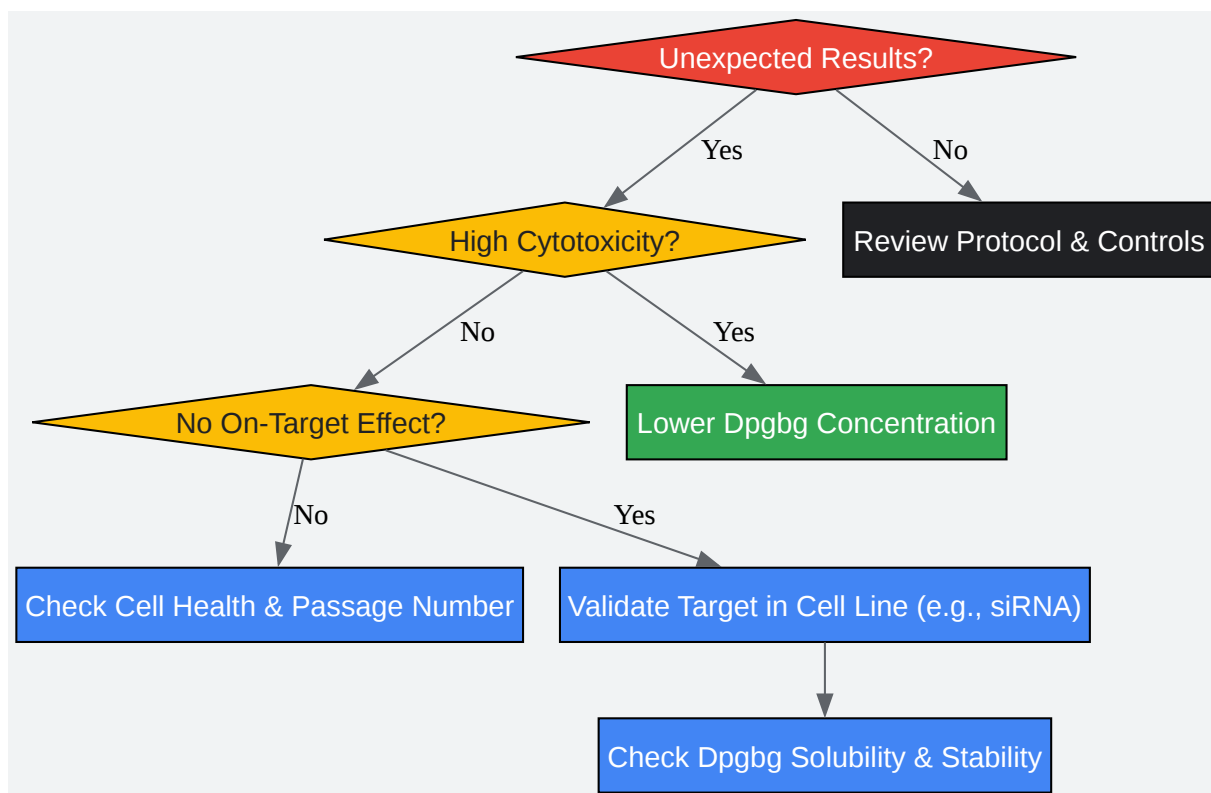 Unexpected Results?
Yes
No
High Cytotoxicity?
Review Protocol & Controls
No
Yes
No On-Target Effect?
Lower Dpgbg Concentration
No
Yes
Check Cell Health & Passage Number
Validate Target in Cell Line (e.g., siRNA)
Check Dpgbg Solubility & Stability